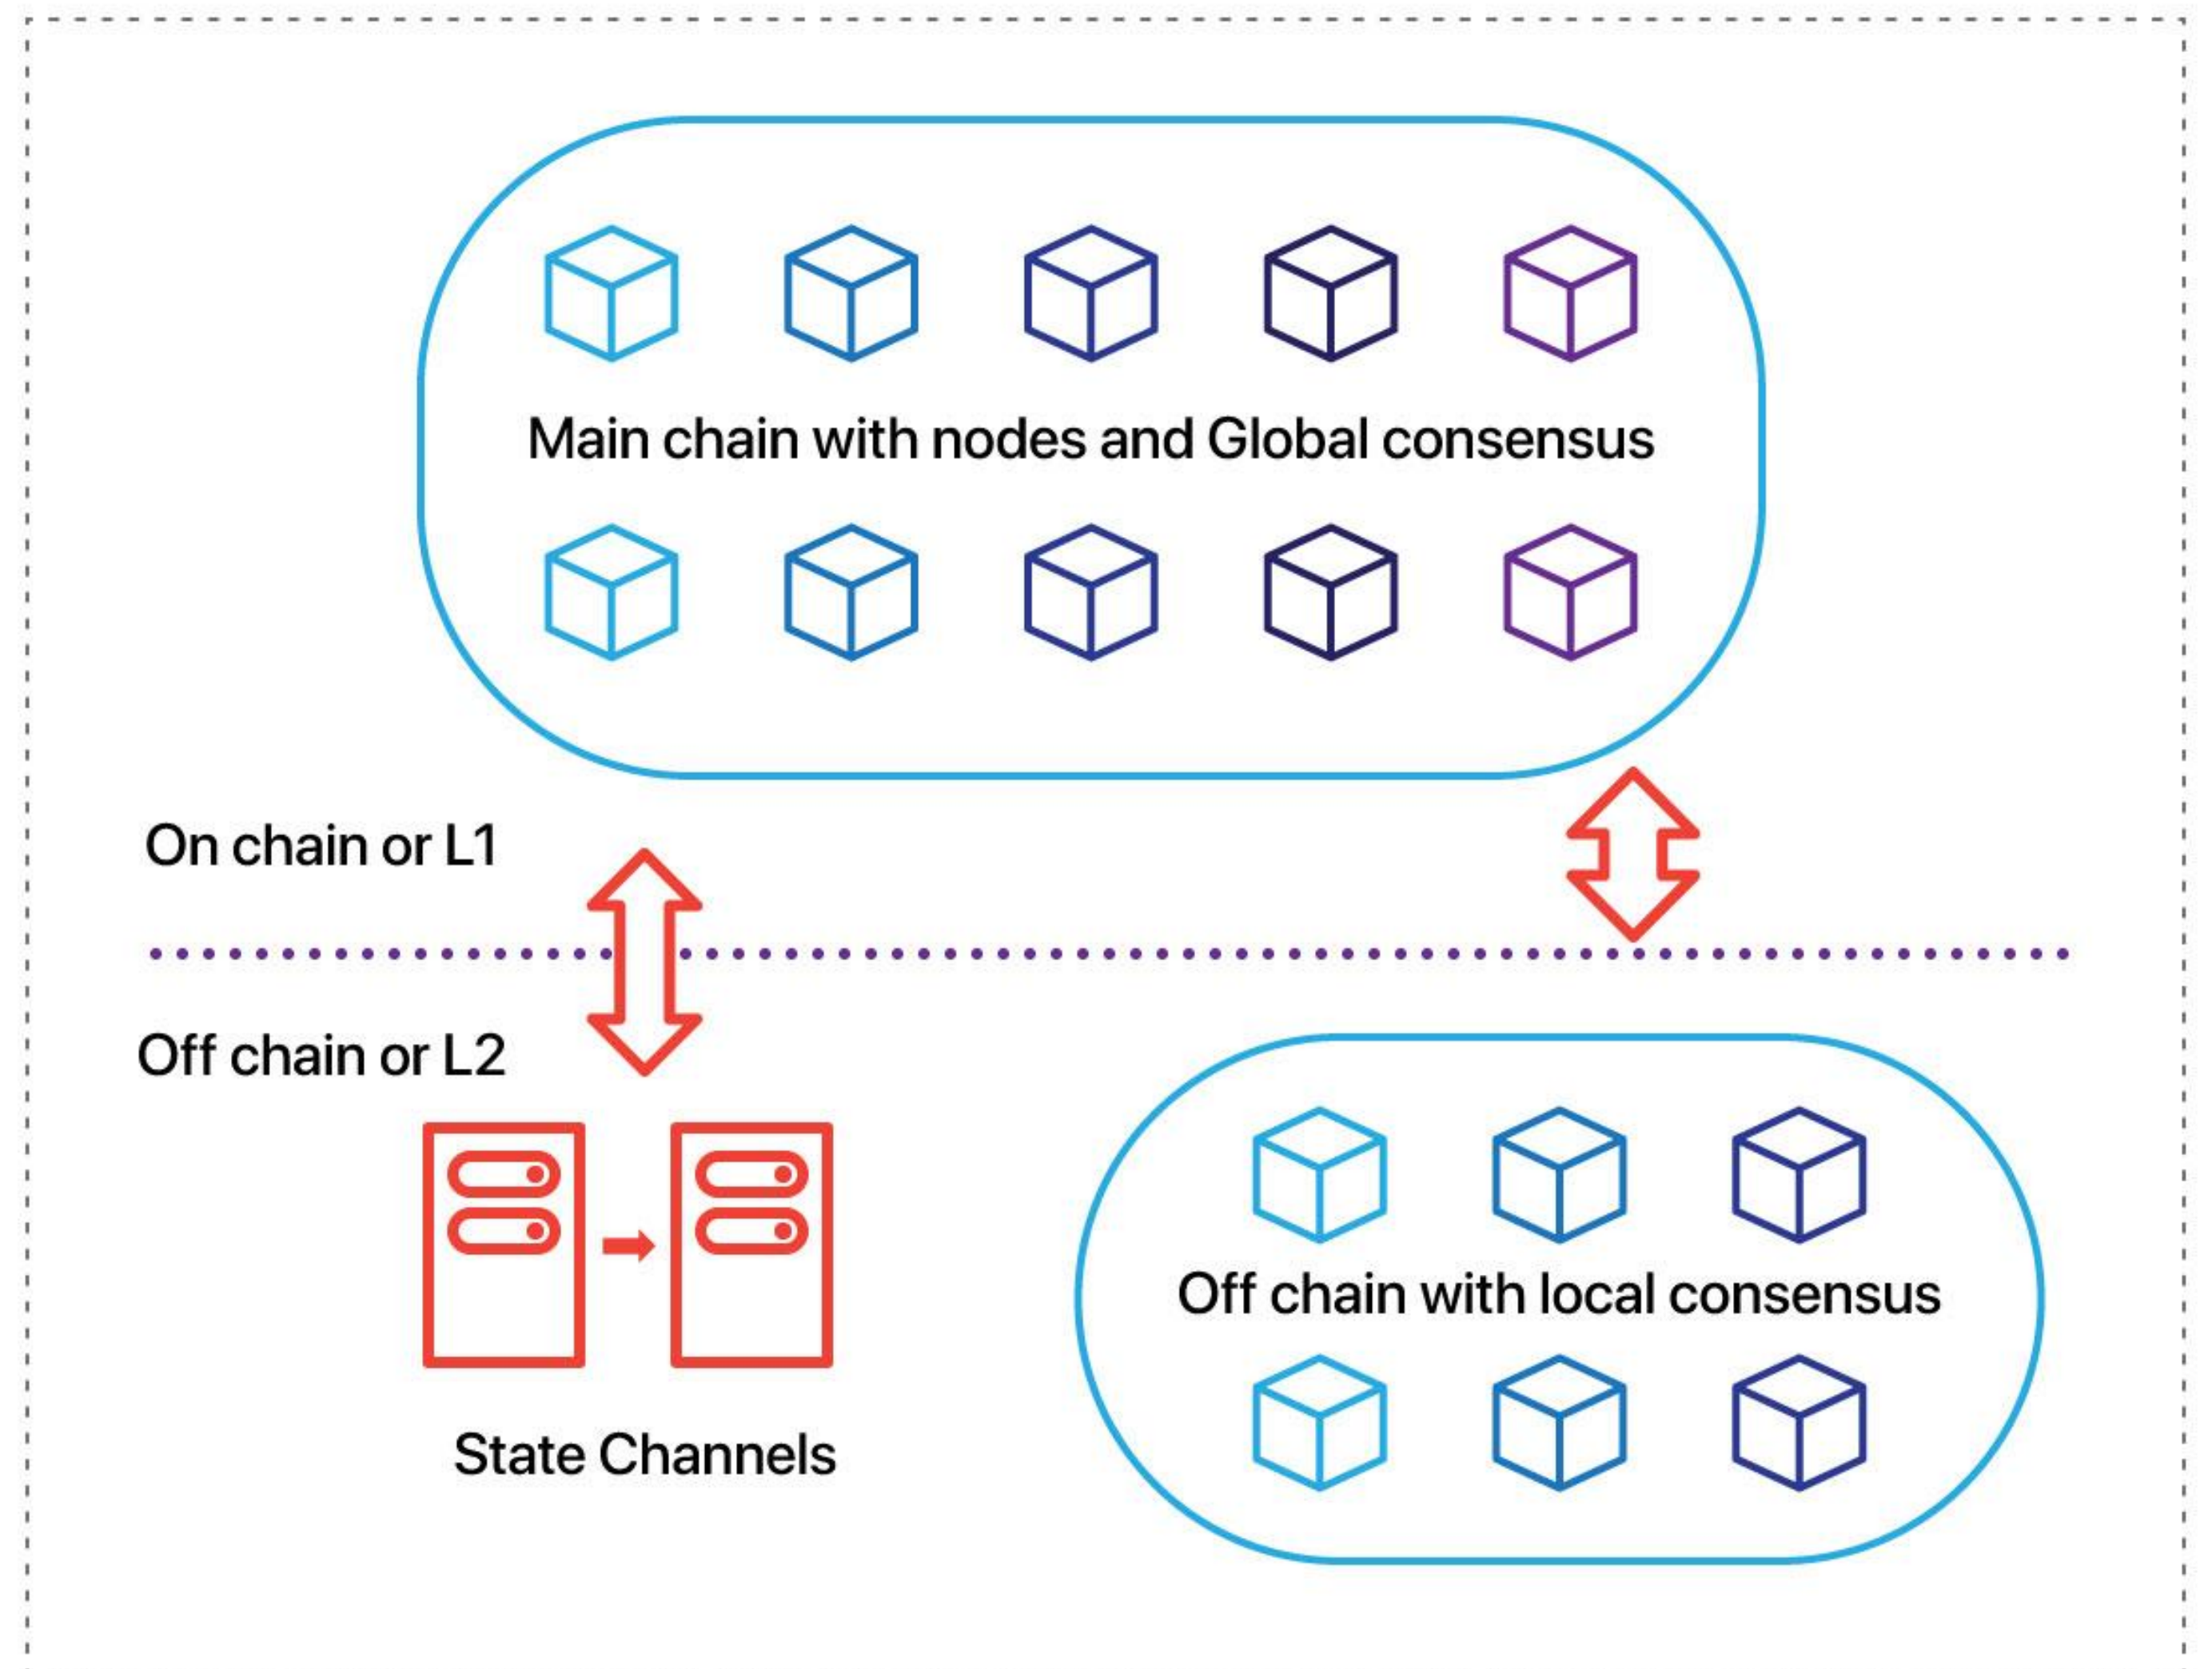 Main chain with nodes and Global consensus
On chain or L1
Off chain or L2
Off chain with local consensus
State Channels